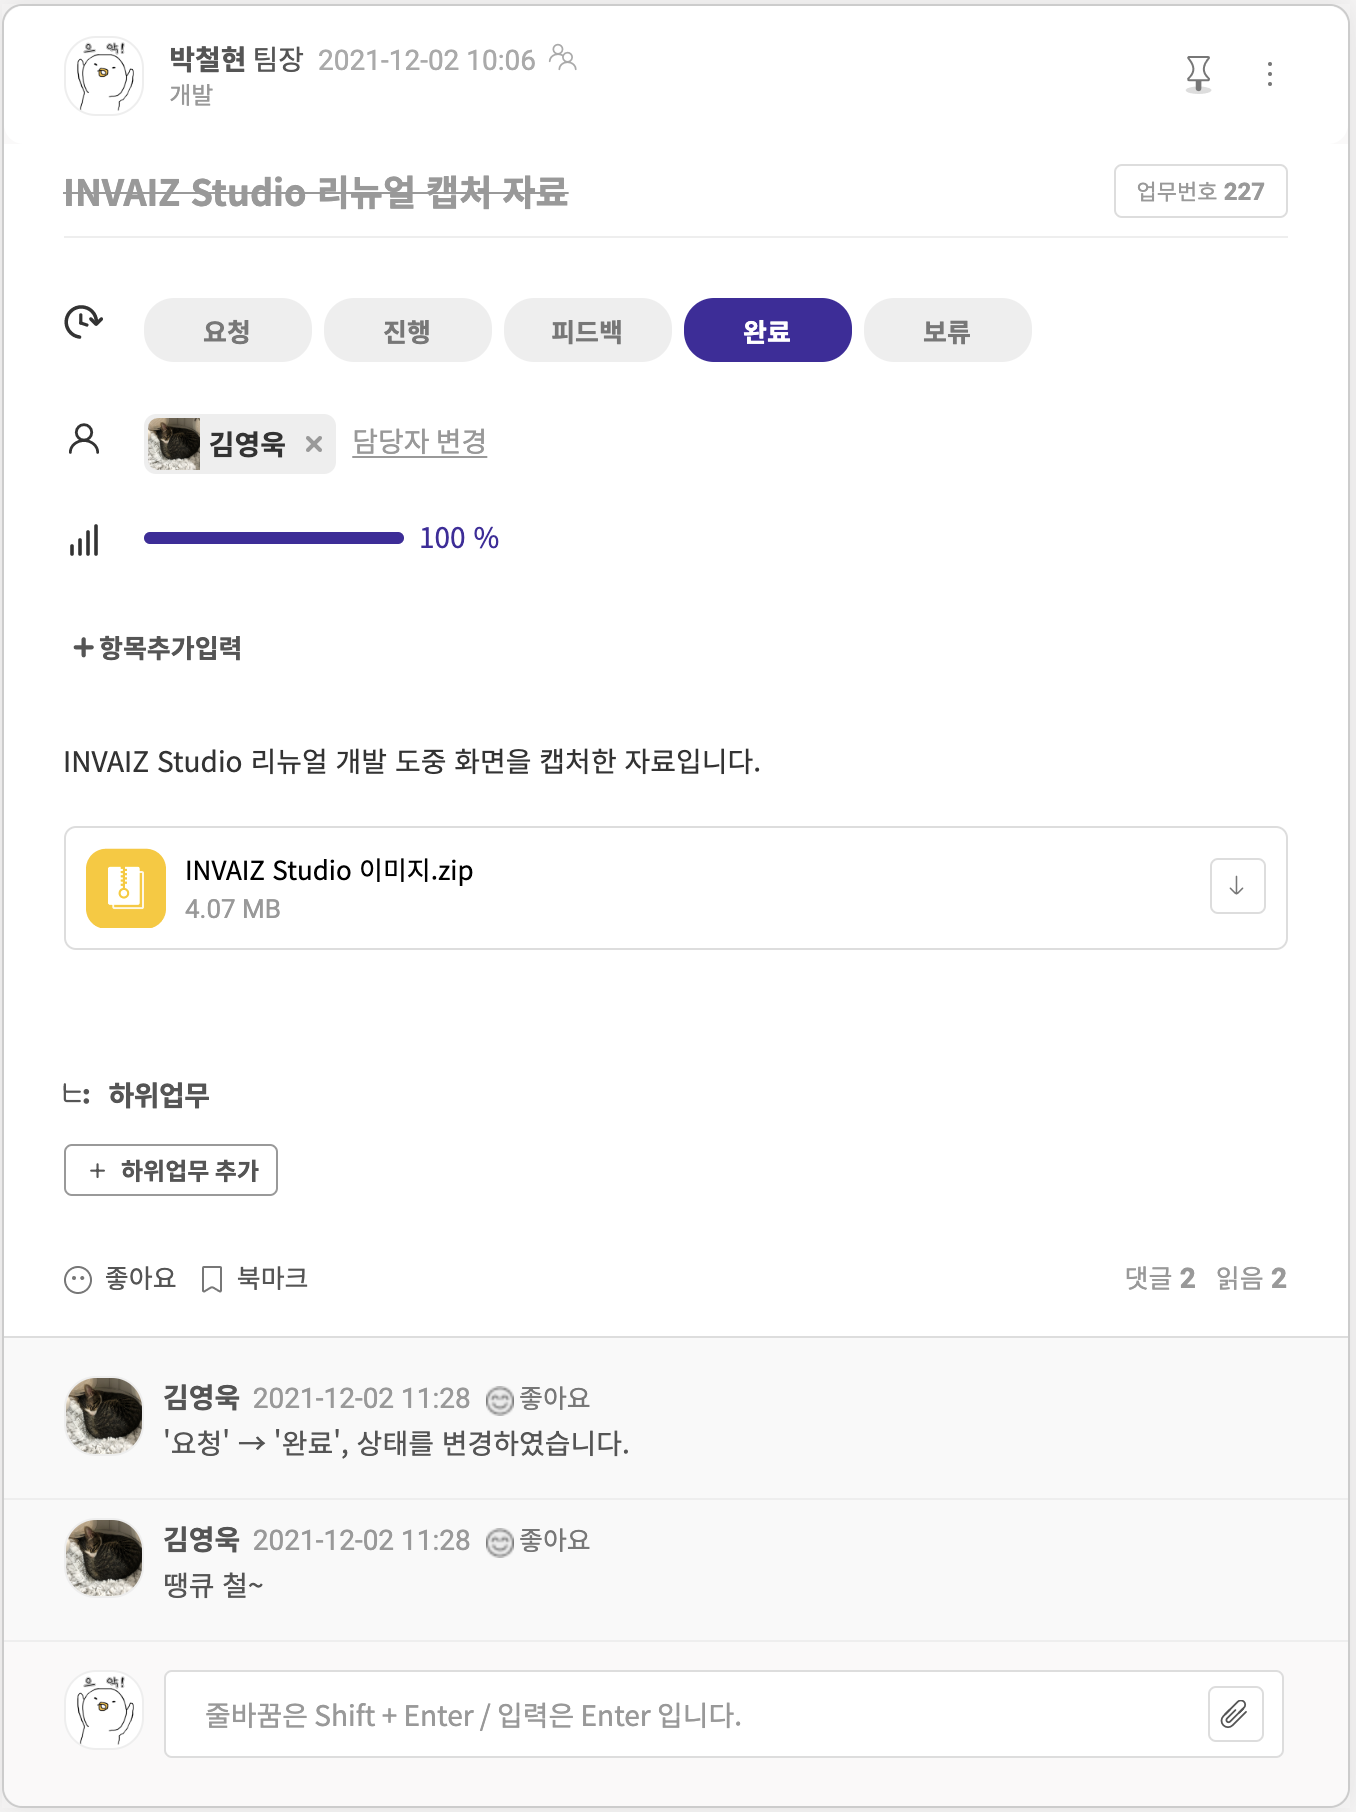 으 악!
박철현 팀장 2021-12-02 10:06
개발
INVAIZ Studio 리뉴얼 캡처 자료
업무번호 227
요청 진행 피드백 완료 보류
김영욱 × 담당자 변경
100 %
+ 항목추가입력
INVAIZ Studio 리뉴얼 개발 도중 화면을 캡처한 자료입니다.
INVAIZ Studio 이미지.zip
4.07 MB
하위업무
+ 하위업무 추가
좋아요 북마크 댓글 2 읽음 2
김영욱 2021-12-02 11:28 좋아요
'요청' → '완료', 상태를 변경하였습니다.
김영욱 2021-12-02 11:28 좋아요
땡큐 철~
으 악!
줄바꿈은 Shift + Enter / 입력은 Enter 입니다.